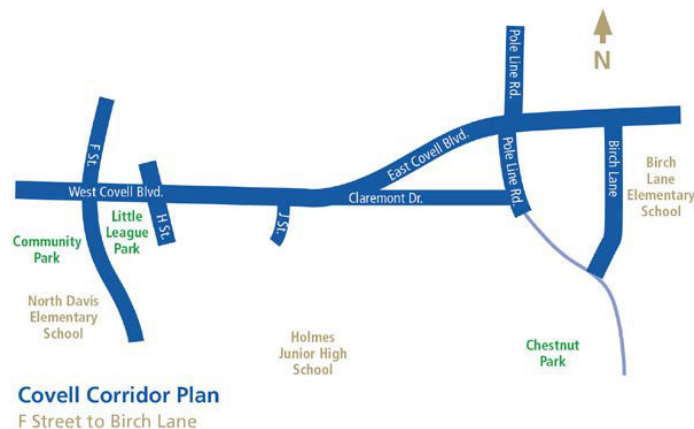 Pole Line Rd.
N
F St.
East Covell Blvd.
Pole Line Rd.
Birch Lane
Birch
Lane
Elementary
School
West Covell Blvd.
Claremont Dr.
Little
League
Park
H St.
J St.
Community
Park
North Davis
Elementary
School
Holmes
Junior High
School
Chestnut
Park
Covell Corridor Plan
F Street to Birch Lane